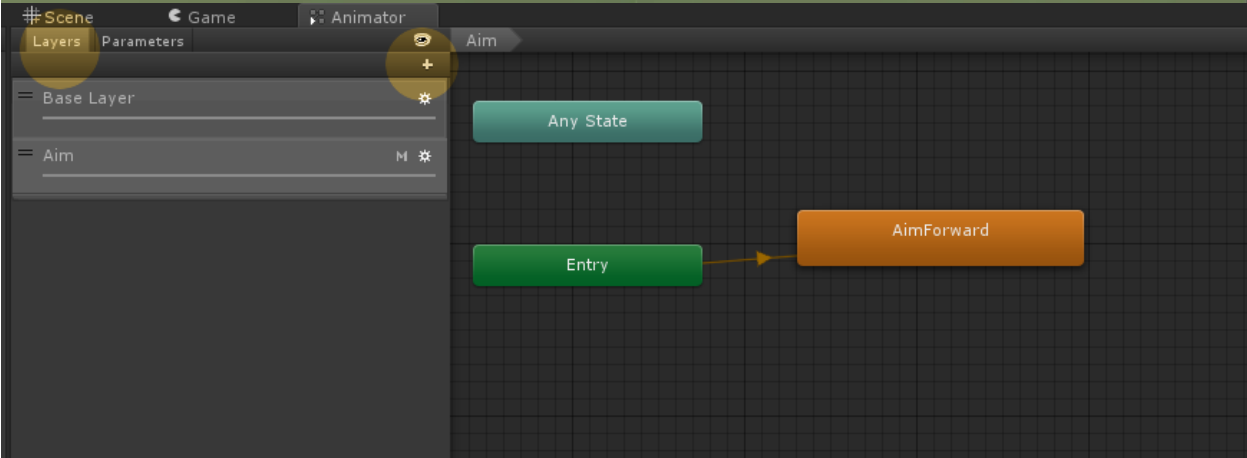 Scene Game Animator
Layers Parameters Aim
Base Layer
Aim M
Any State
AimForward
Entry